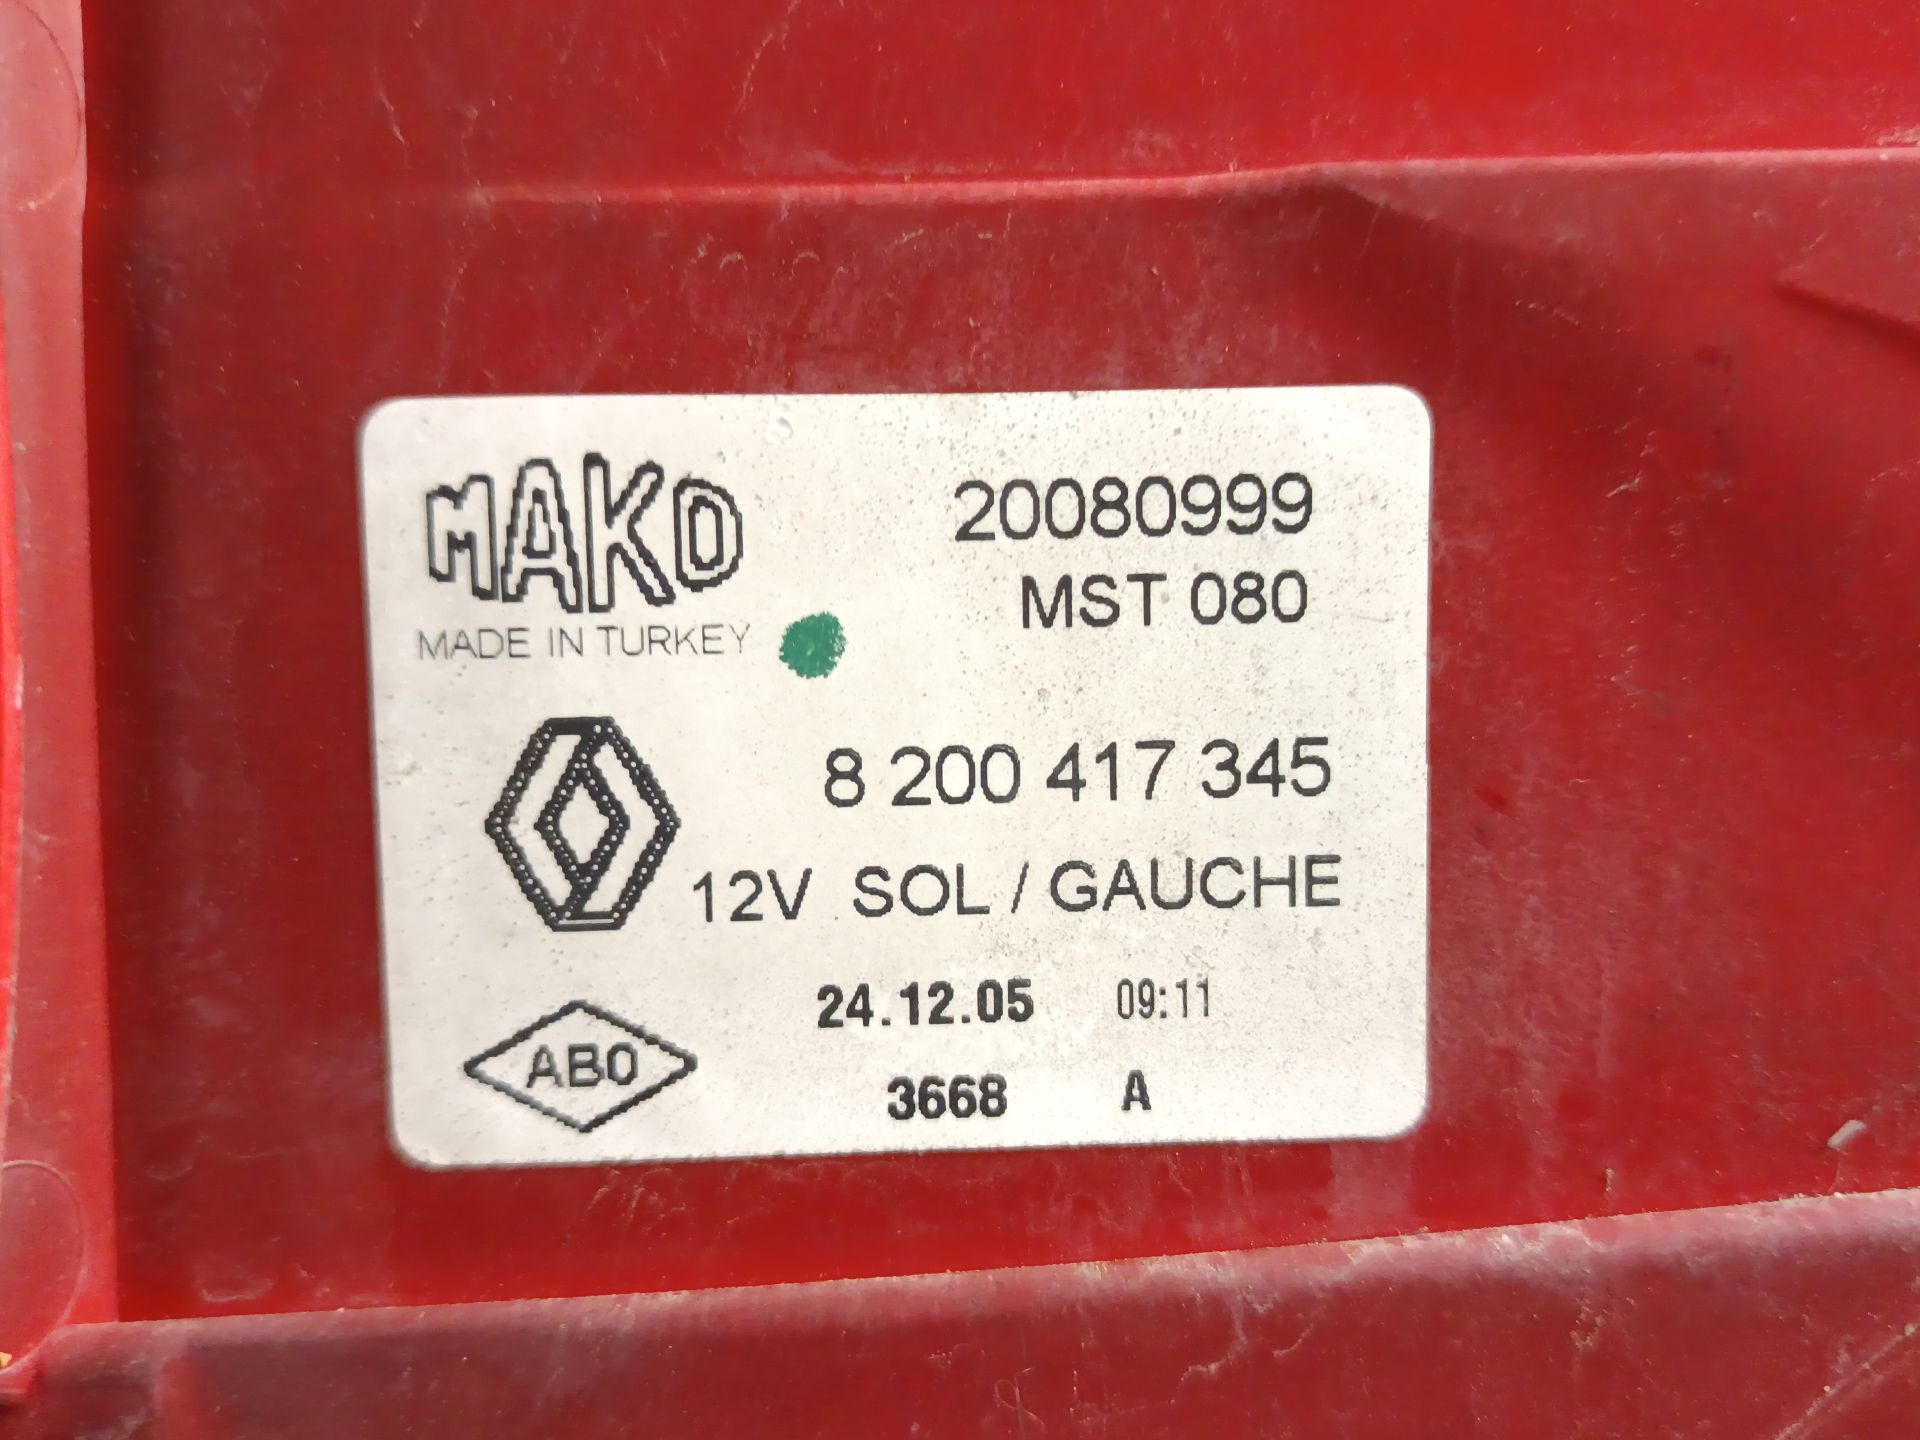 MAKO
MADE IN TURKEY
20080999
MST 080
8 200 417 345
12V SOL / GAUCHE
24.12.05 09:11
ABO
3668 A